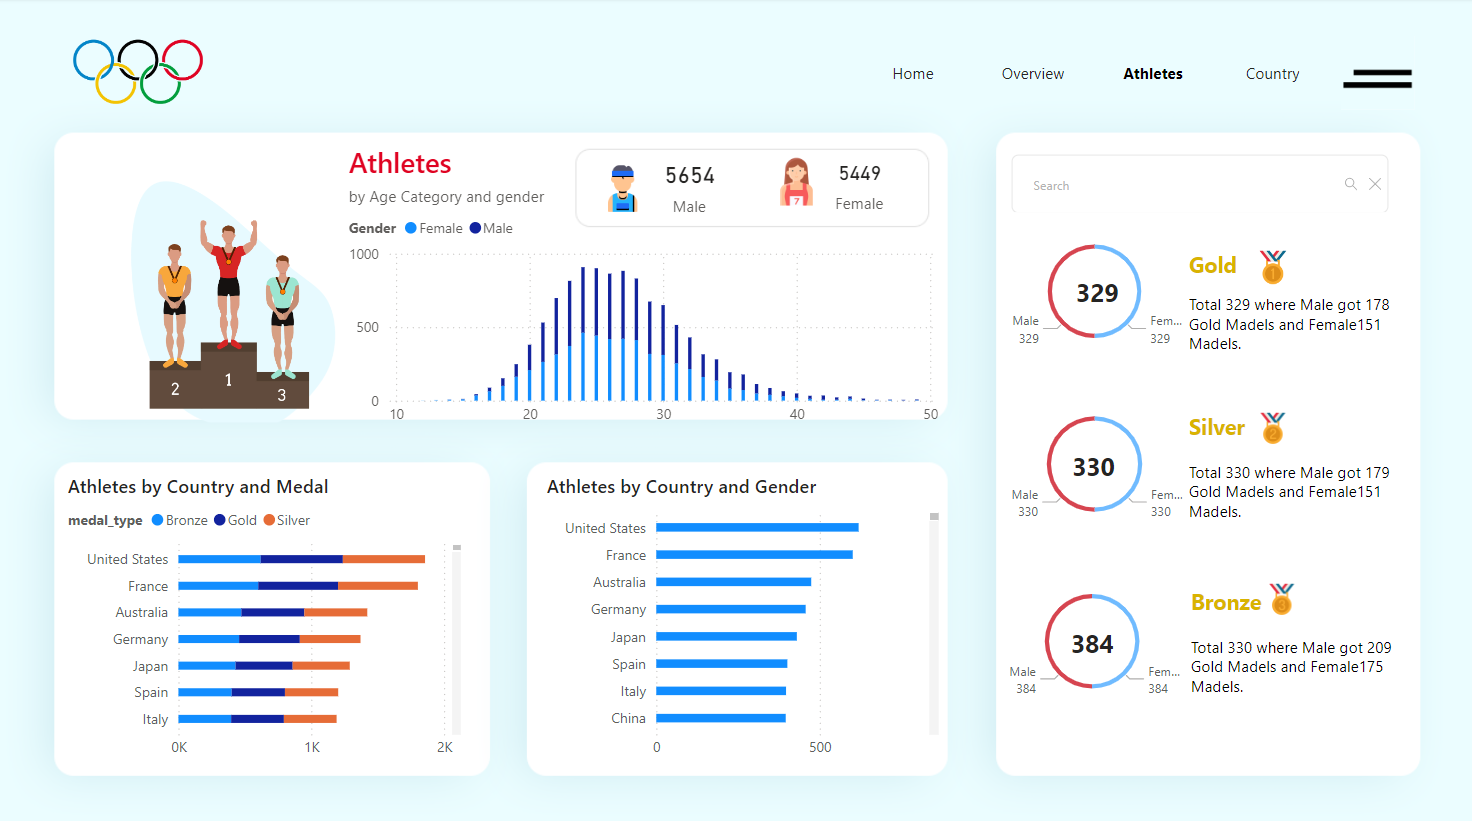 Home
Overview
Athletes
Country
Athletes
by Age Category and gender
Gender Female Male
5654
Male
5449
Female
7
1000
500
0
10 20 30 40 50
2
1
3
Search
329
Male
329
Fem...
329
Gold
1
Total 329 where Male got 178
Gold Madels and Female151
Madels.
330
Male
330
Fem...
330
Silver
2
Total 330 where Male got 179
Gold Madels and Female151
Madels.
384
Male
384
Fem...
384
Bronze
3
Total 330 where Male got 209
Gold Madels and Female175
Madels.
Athletes by Country and Medal
medal_type Bronze Gold Silver
United States
France
Australia
Germany
Japan
Spain
Italy
0K 1K 2K
Athletes by Country and Gender
United States
France
Australia
Germany
Japan
Spain
Italy
China
0 500